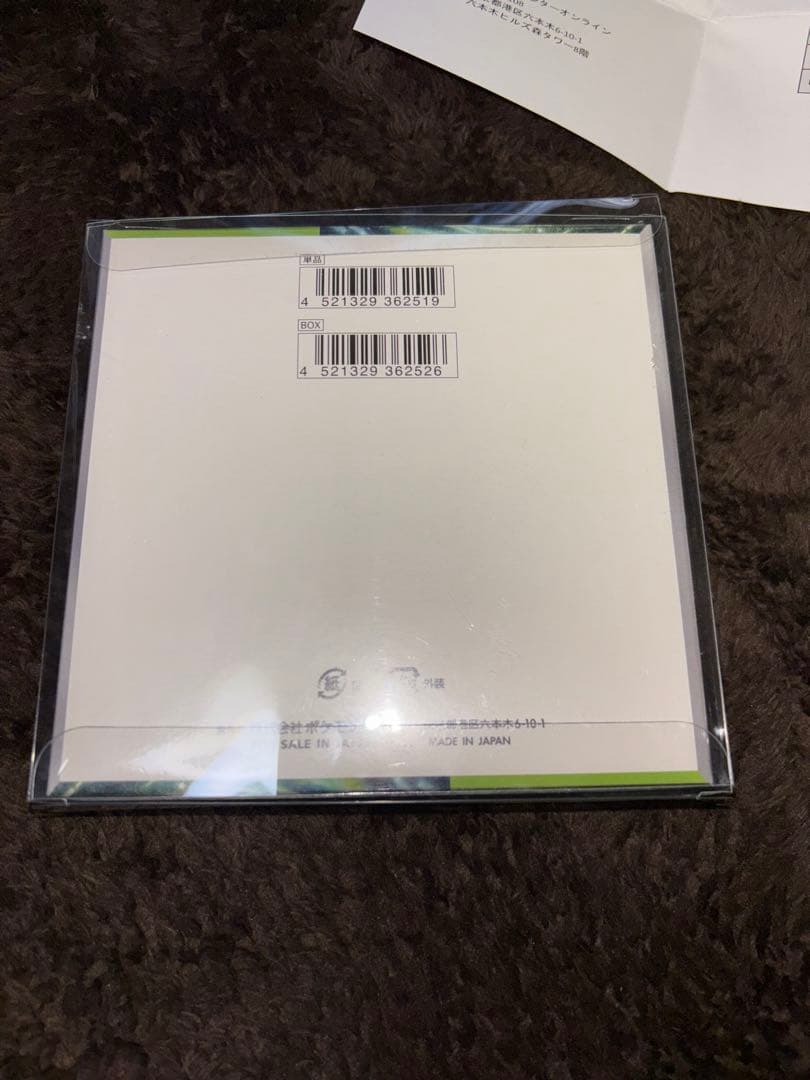 ターオンライン
都港区六本木6-10-1
六本木ヒルズ森タワー8階
単品
4 521329 362519
BOX
4 521329 362526
紙 外装
株式会社ポケモン 区六本木6-10-1
SALE IN MADE IN JAPAN